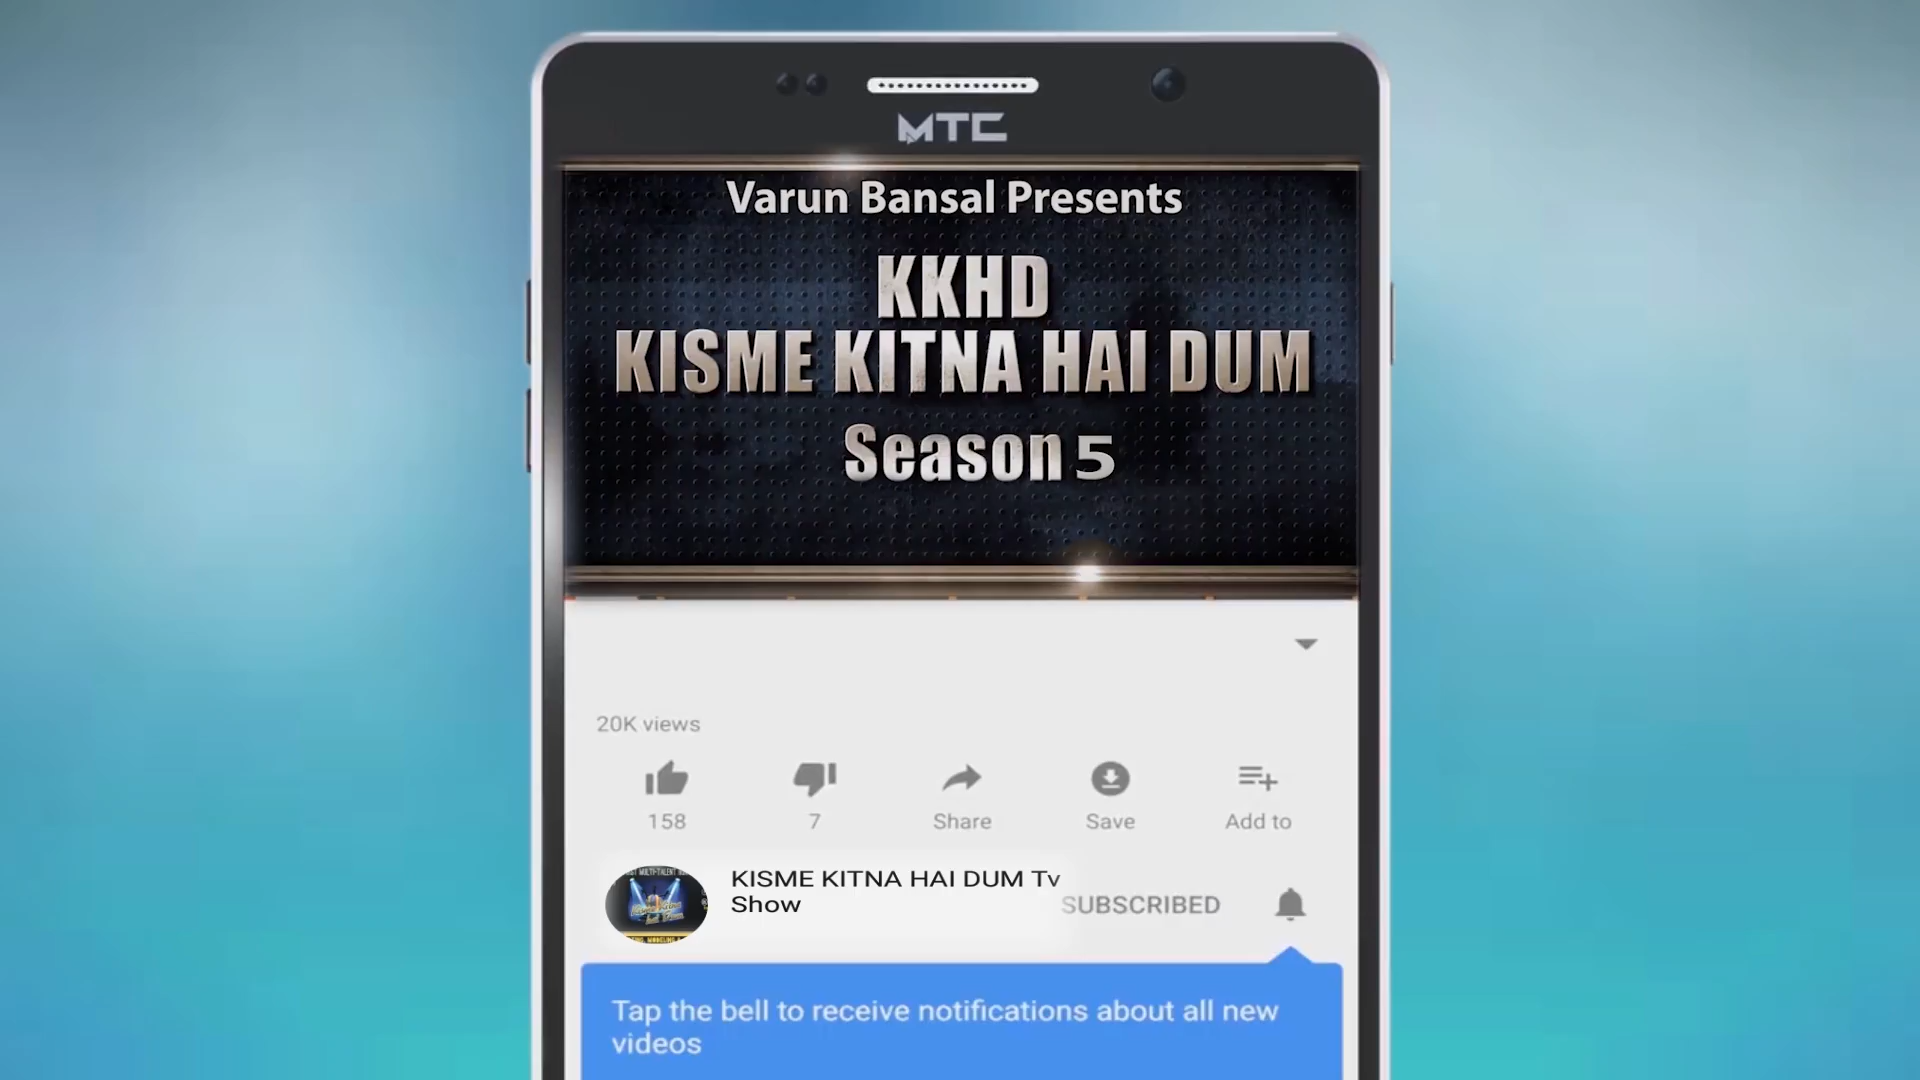 MTC
Varun Bansal Presents
KKHD
KISME KITNA HAI DUM
Season 5
20K views
158
7
Share
Save
Add to
KISME KITNA HAI DUM Tv
Show
SUBSCRIBED
Tap the bell to receive notifications about all new
videos